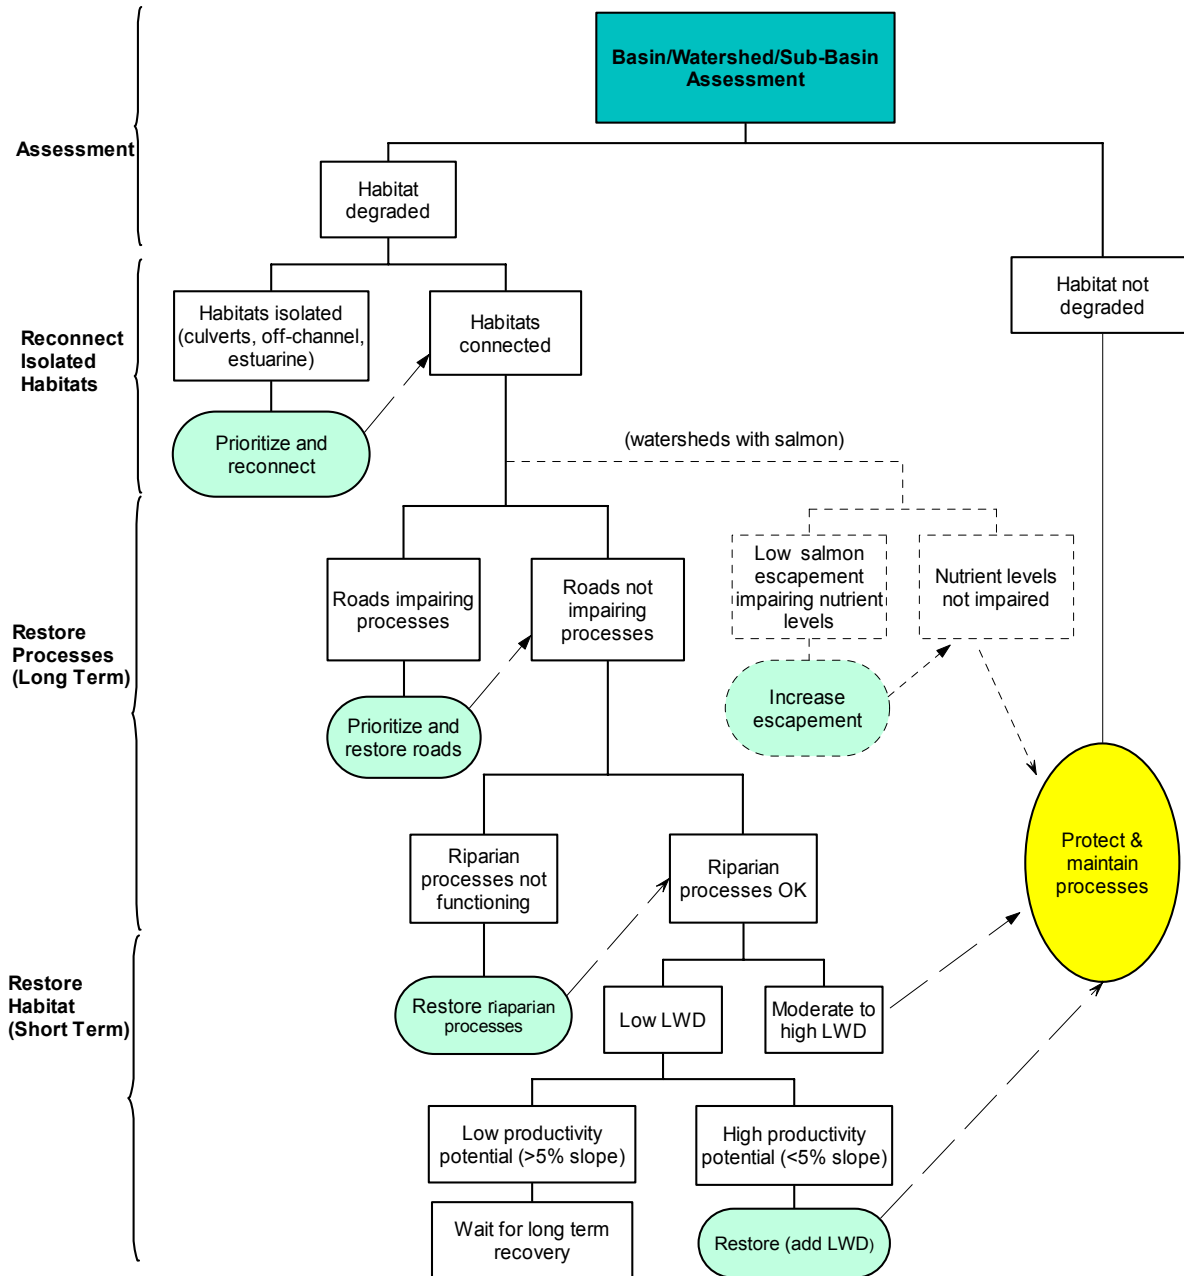 Basin/Watershed/Sub-Basin
Assessment
Assessment
Habitat
degraded
Habitat not
degraded
Reconnect
Isolated
Habitats
Habitats isolated
(culverts, off-channel,
estuarine)
Habitats
connected
Prioritize and
reconnect
(watersheds with salmon)
Restore
Processes
(Long Term)
Roads impairing
processes
Roads not
impairing
processes
Low salmon
escapement
impairing nutrient
levels
Nutrient levels
not impaired
Prioritize and
restore roads
Increase
escapement
Riparian
processes not
functioning
Riparian
processes OK
Protect &
maintain
processes
Restore
Habitat
(Short Term)
Restore riaparian
processes
Low LWD
Moderate to
high LWD
Low productivity
potential (>5% slope)
High productivity
potential (<5% slope)
Wait for long term
recovery
Restore (add LWD)